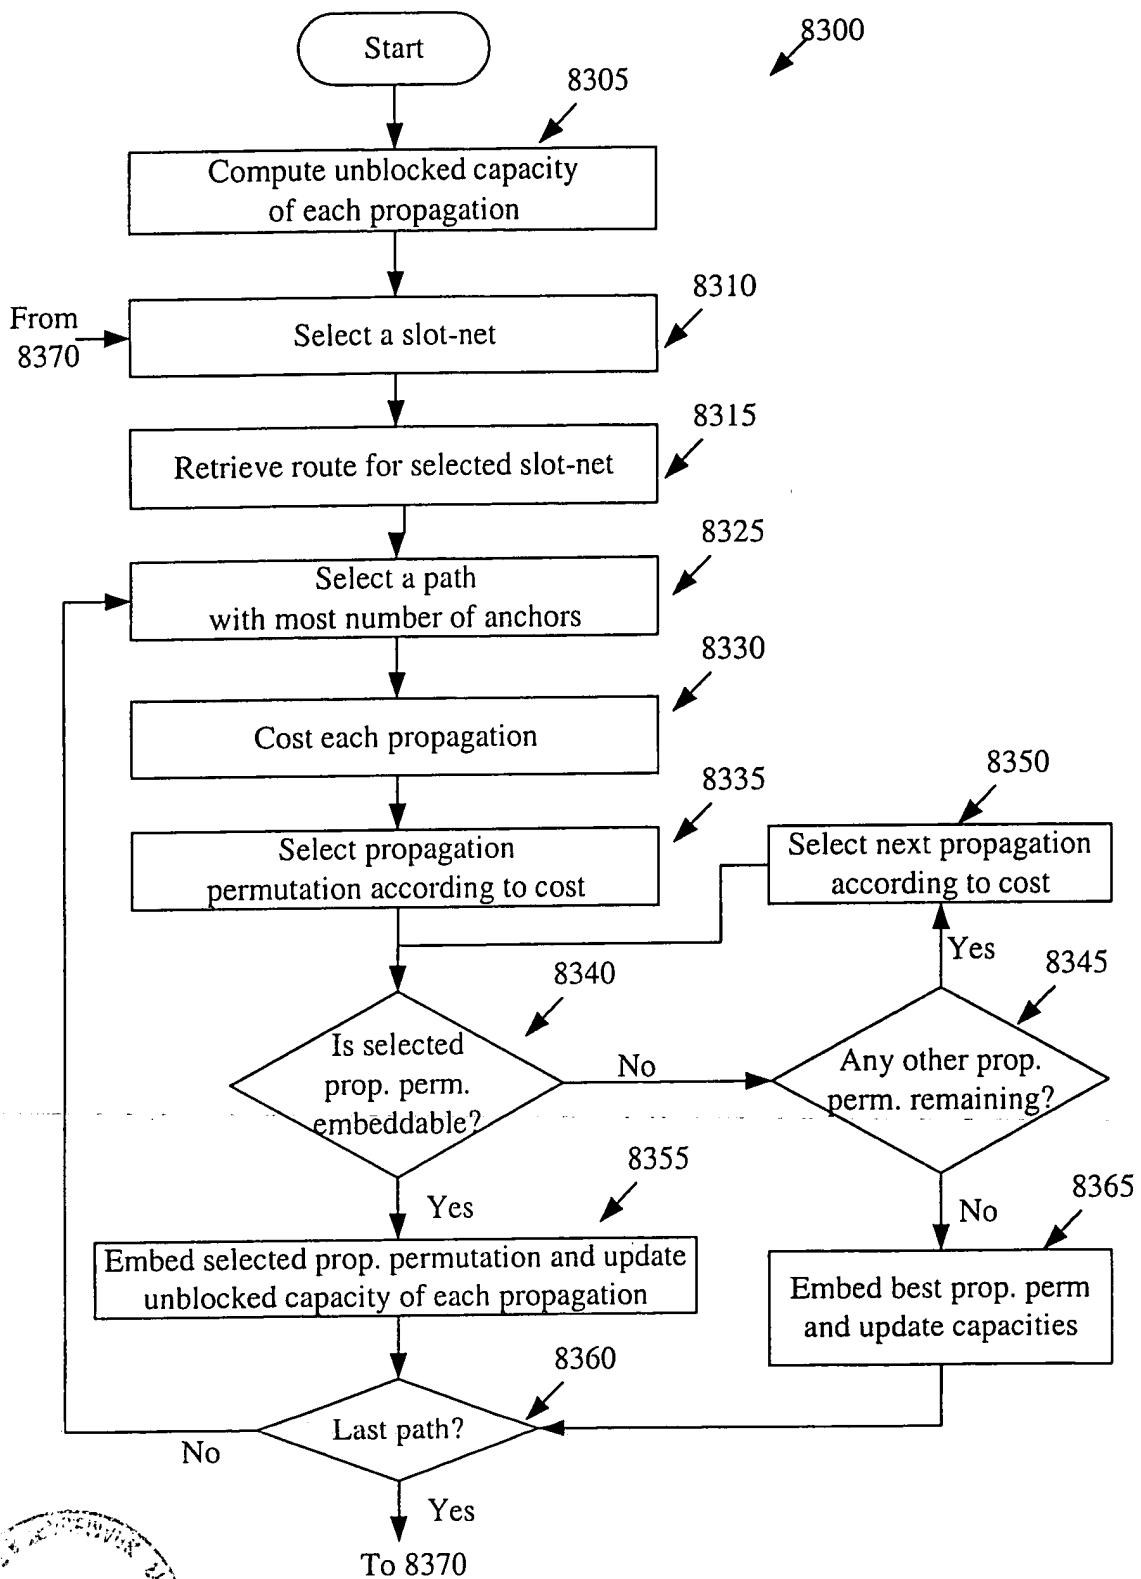 Start
8300
8305
Compute unblocked capacity
of each propagation
8310
From
8370
Select a slot-net
8315
Retrieve route for selected slot-net
8325
Select a path
with most number of anchors
8330
Cost each propagation
8335
Select propagation
permutation according to cost
8350
Select next propagation
according to cost
Yes
8340
Is selected
prop. perm.
embeddable?
No
8345
Any other prop.
perm. remaining?
8355
Yes
Embed selected prop. permutation and update
unblocked capacity of each propagation
No
8365
Embed best prop. perm
and update capacities
8360
Last path?
No
Yes
To 8370